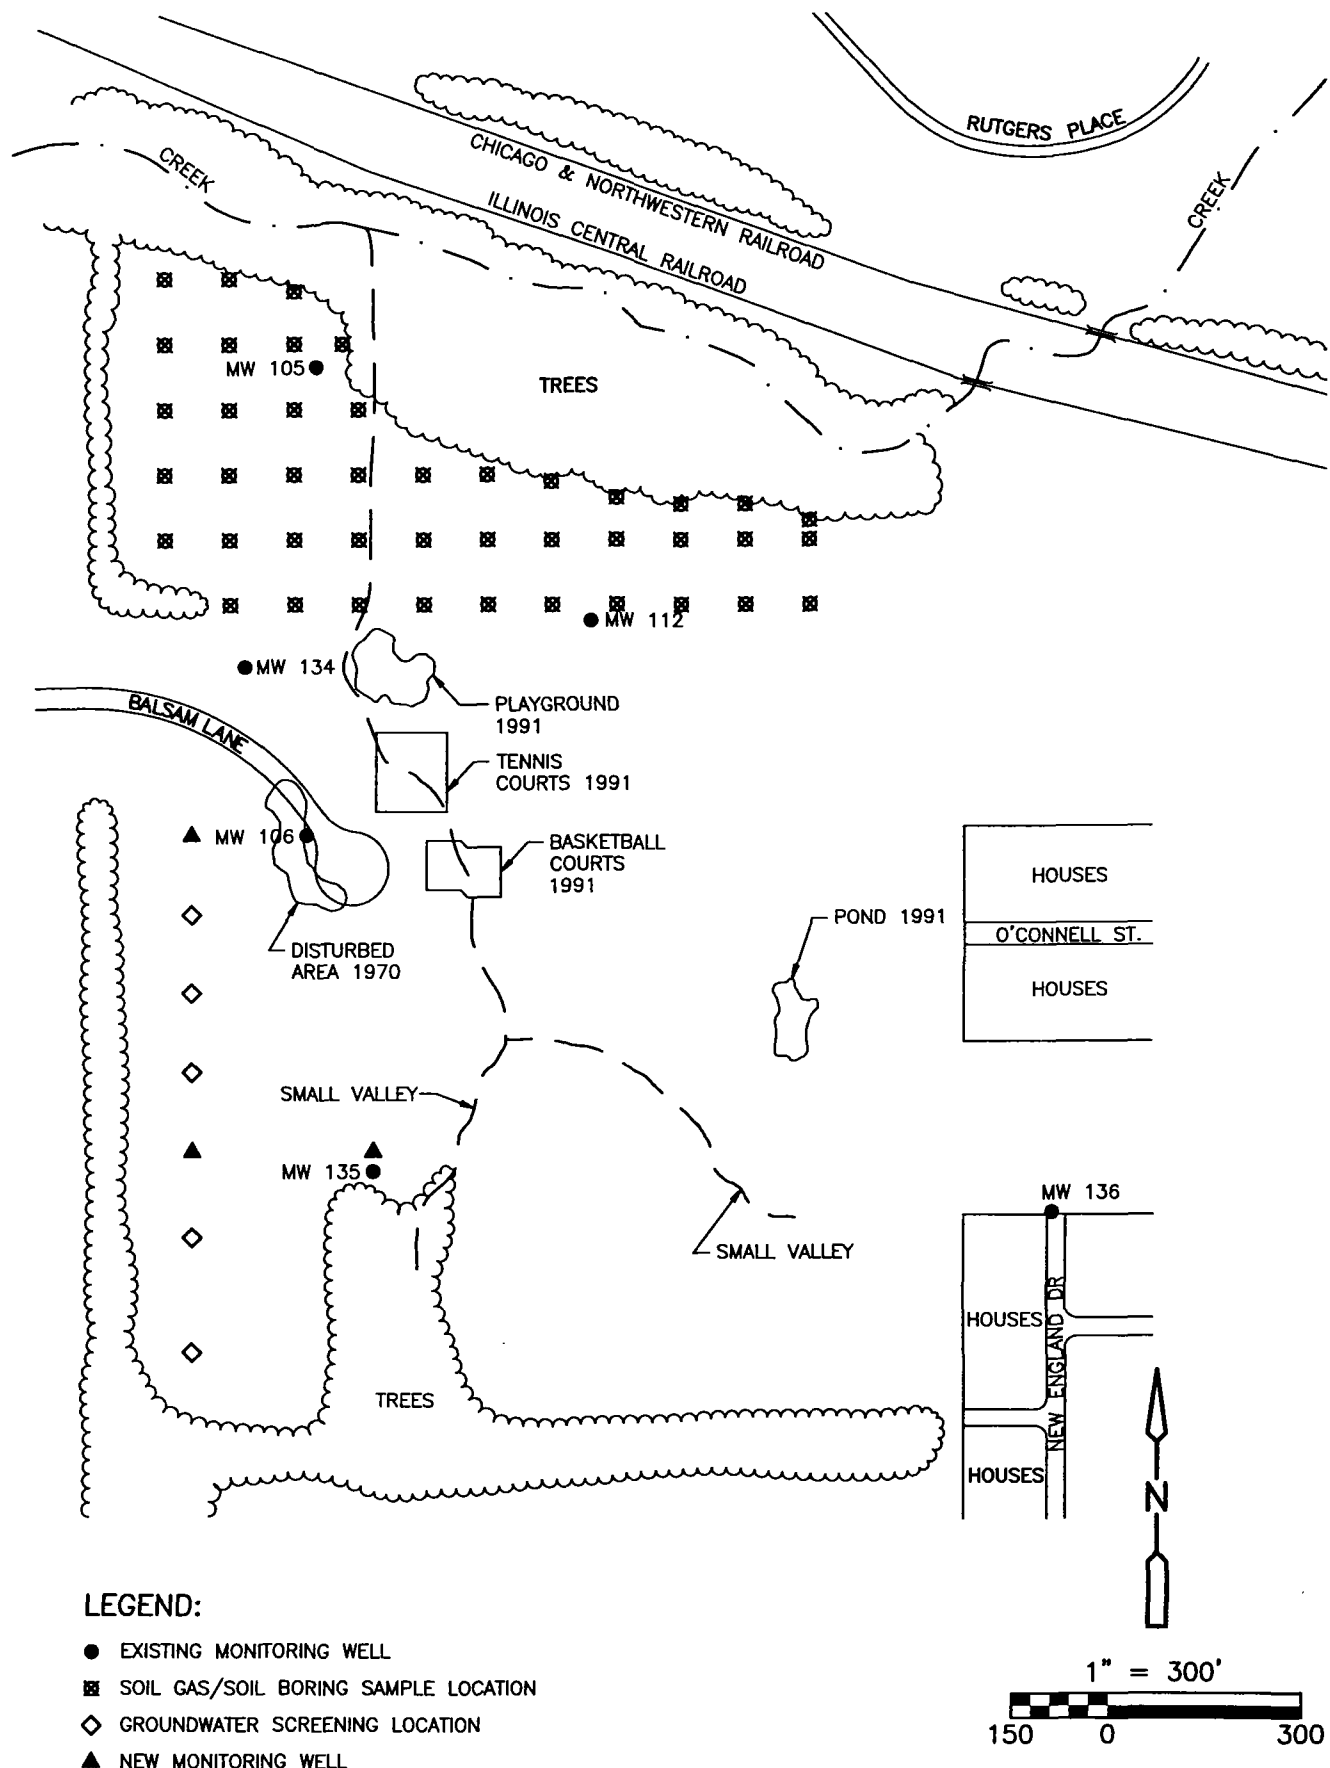 RUTGERS PLACE
CREEK
CHICAGO & NORTHWESTERN RAILROAD
ILLINOIS CENTRAL RAILROAD
CREEK
MW 105
TREES
MW 112
MW 134
PLAYGROUND
1991
BALSAM LANE
TENNIS
COURTS 1991
MW 106
BASKETBALL
COURTS
1991
HOUSES
POND 1991
O'CONNELL ST.
DISTURBED
AREA 1970
HOUSES
SMALL VALLEY
MW 135
MW 136
SMALL VALLEY
HOUSES
NEW ENGLAND DR
TREES
HOUSES
N
LEGEND:
EXISTING MONITORING WELL
SOIL GAS/SOIL BORING SAMPLE LOCATION
GROUNDWATER SCREENING LOCATION
NEW MONITORING WELL
1" = 300'
150 0 300